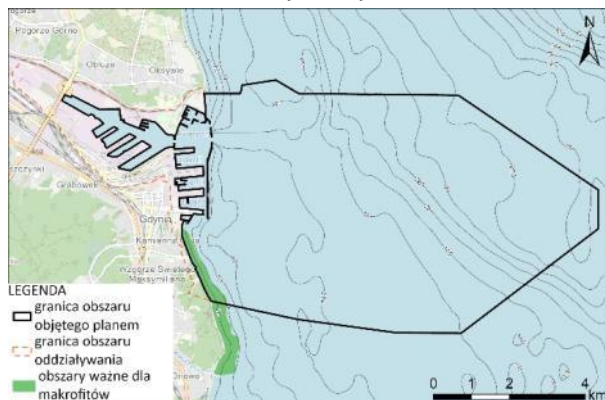 Pogórze
Pogórze Górne
Obłuże
Oksywie
N
Grabówek
Gdynia
Kamienna Góra
Wzgórze Świętego
Maksymiliana
Orłowo
LEGENDA
granica obszaru
objętego planem
granica obszaru
oddziaływania
obszary ważne dla
makrofitów
0 1 2 4
km